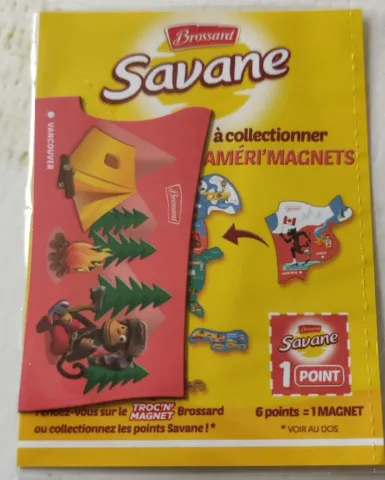 Brossard
Savane
à collectionner
AMÉRI'MAGNETS
VANCOUVER
Brossard
Brossard
Savane
1 POINT
rendez-vous sur le TROC'N' MAGNET Brossard
ou collectionnez les points Savane ! *
6 points = 1 MAGNET
* VOIR AU DOS